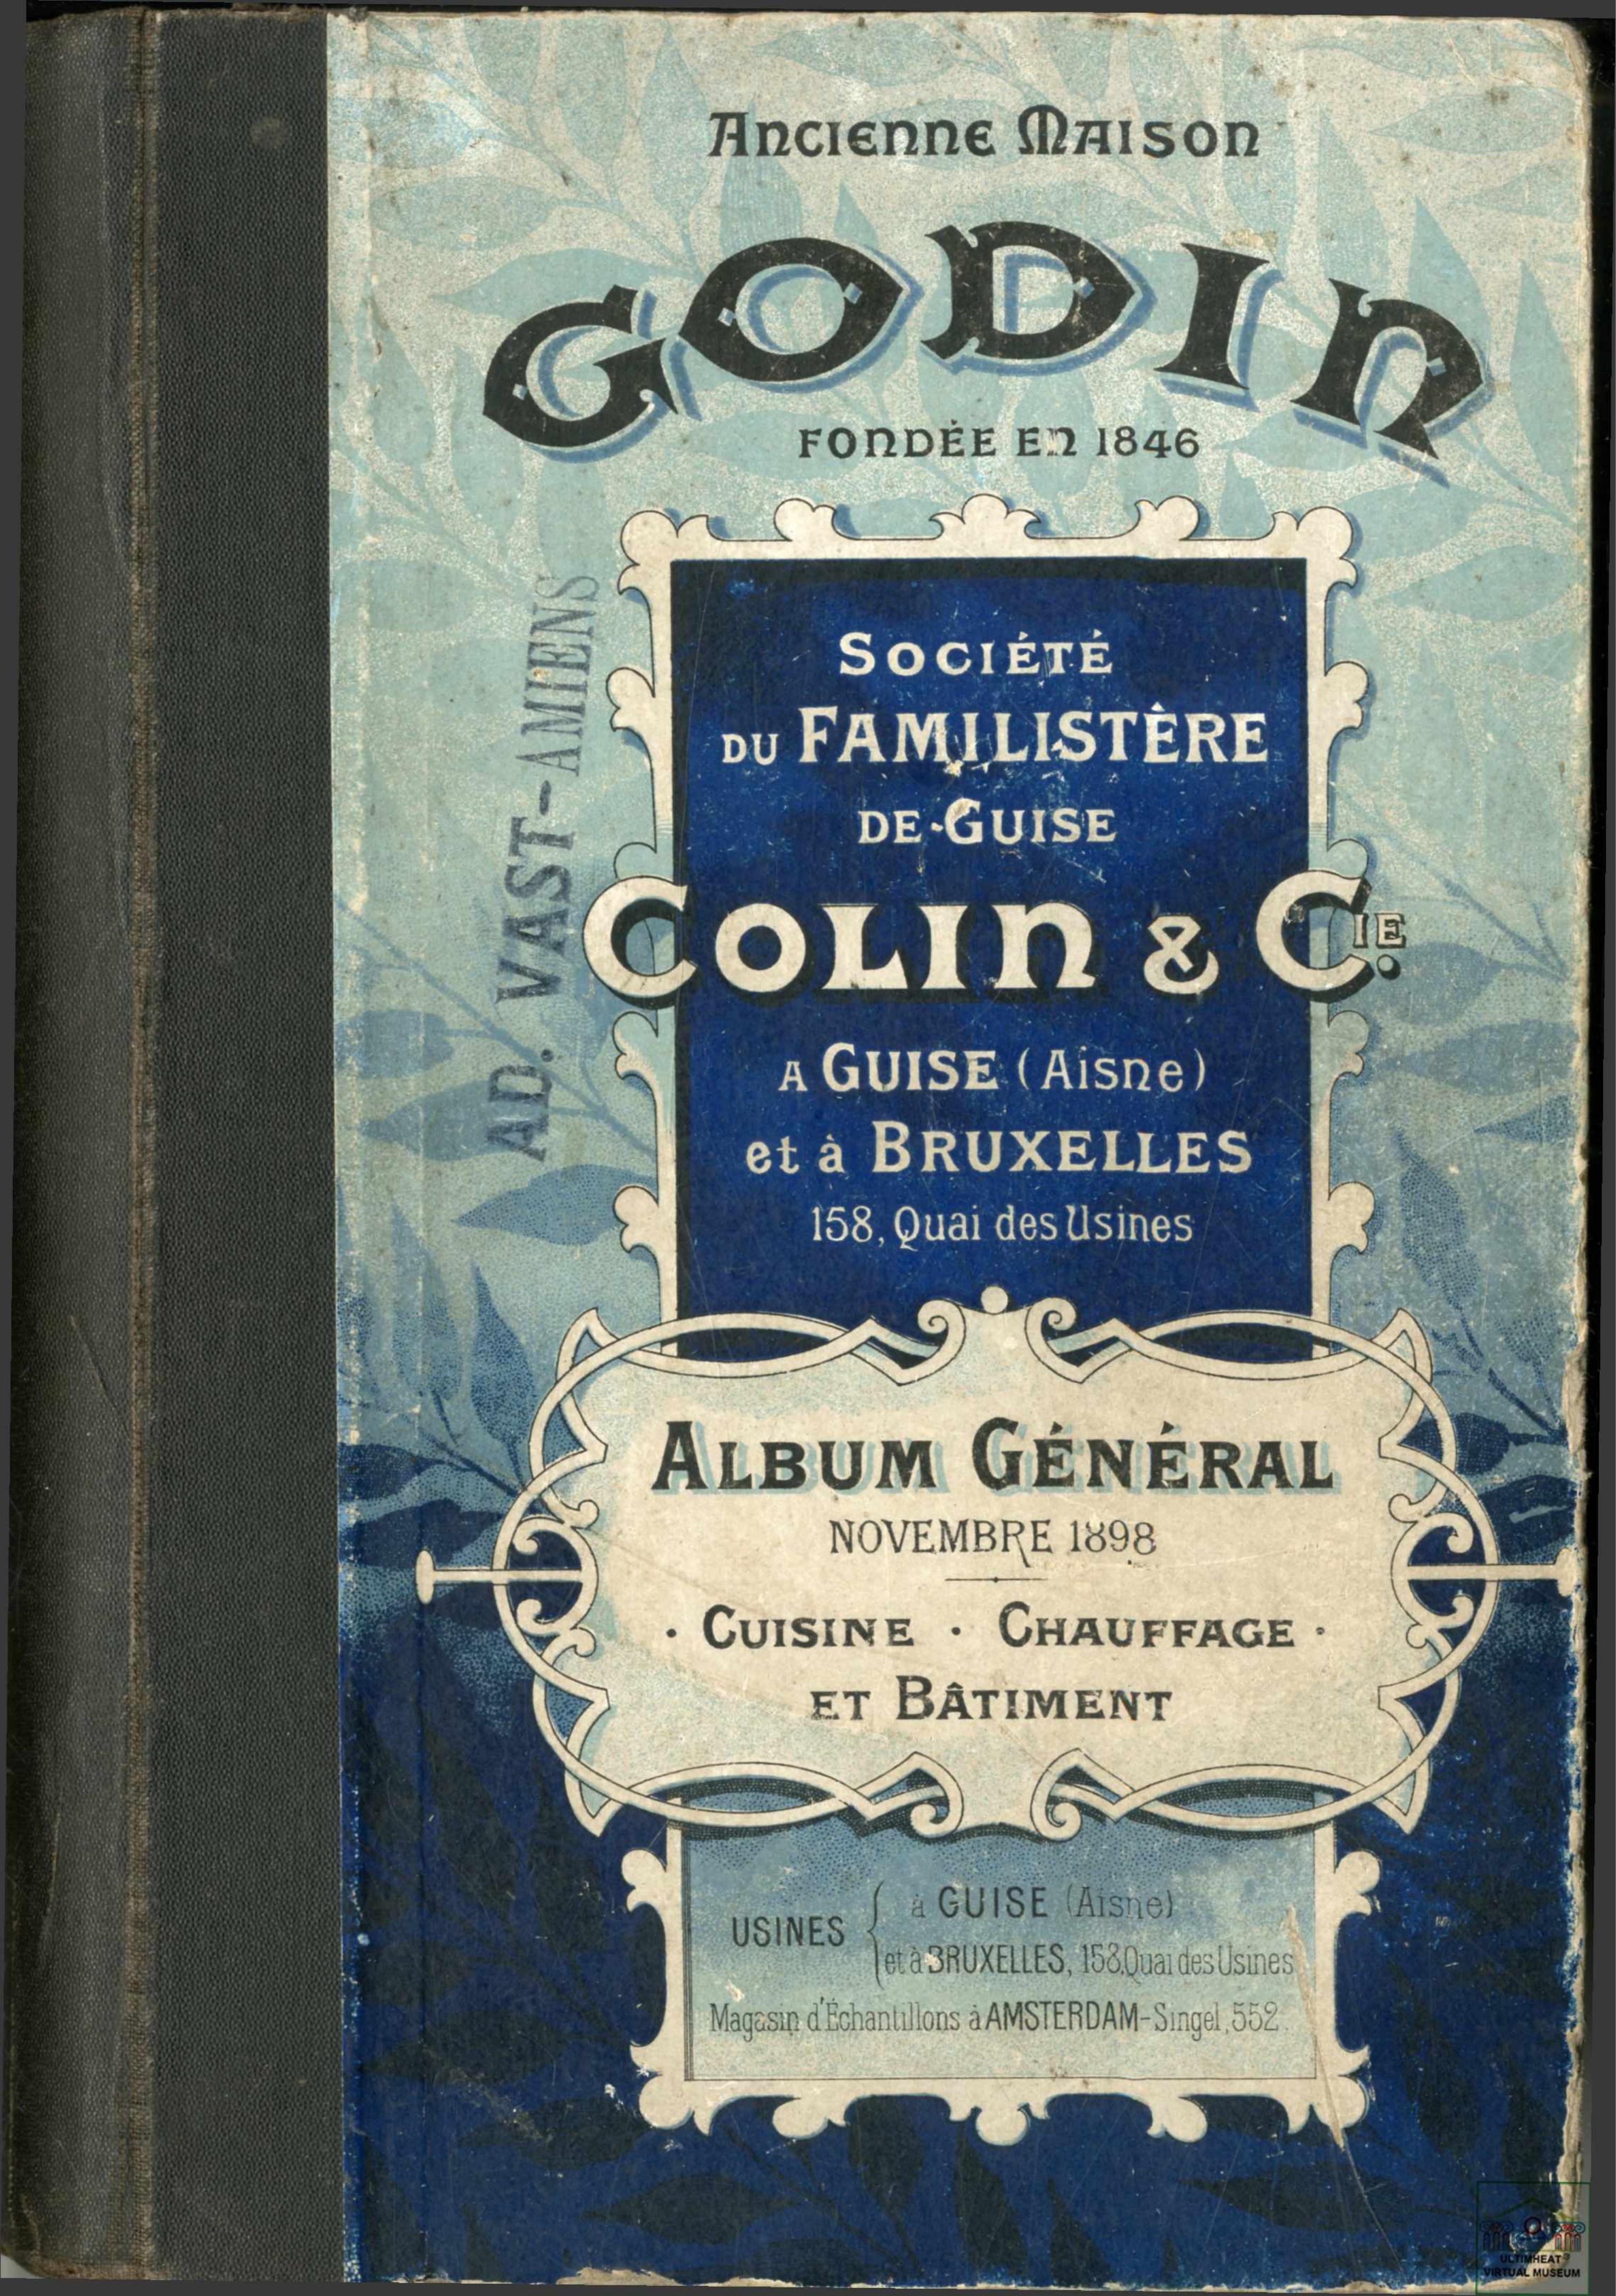 Ancienne Maison
GODIN
FONDÉE EN 1846
AD. VAST-AMIENS
SOCIÉTÉ
DU FAMILISTÈRE
DE-GUISE
COLIN & CIE.
A GUISE (Aisne)
et à BRUXELLES
158, Quai des Usines
ALBUM GÉNÉRAL
NOVEMBRE 1898
· CUISINE · CHAUFFAGE ·
ET BÂTIMENT
USINES { à GUISE (Aisne)
et à BRUXELLES, 158, Quai des Usines
Magasin d'Échantillons à AMSTERDAM-Singel, 552.
ULTIMHEAT
VIRTUAL MUSEUM